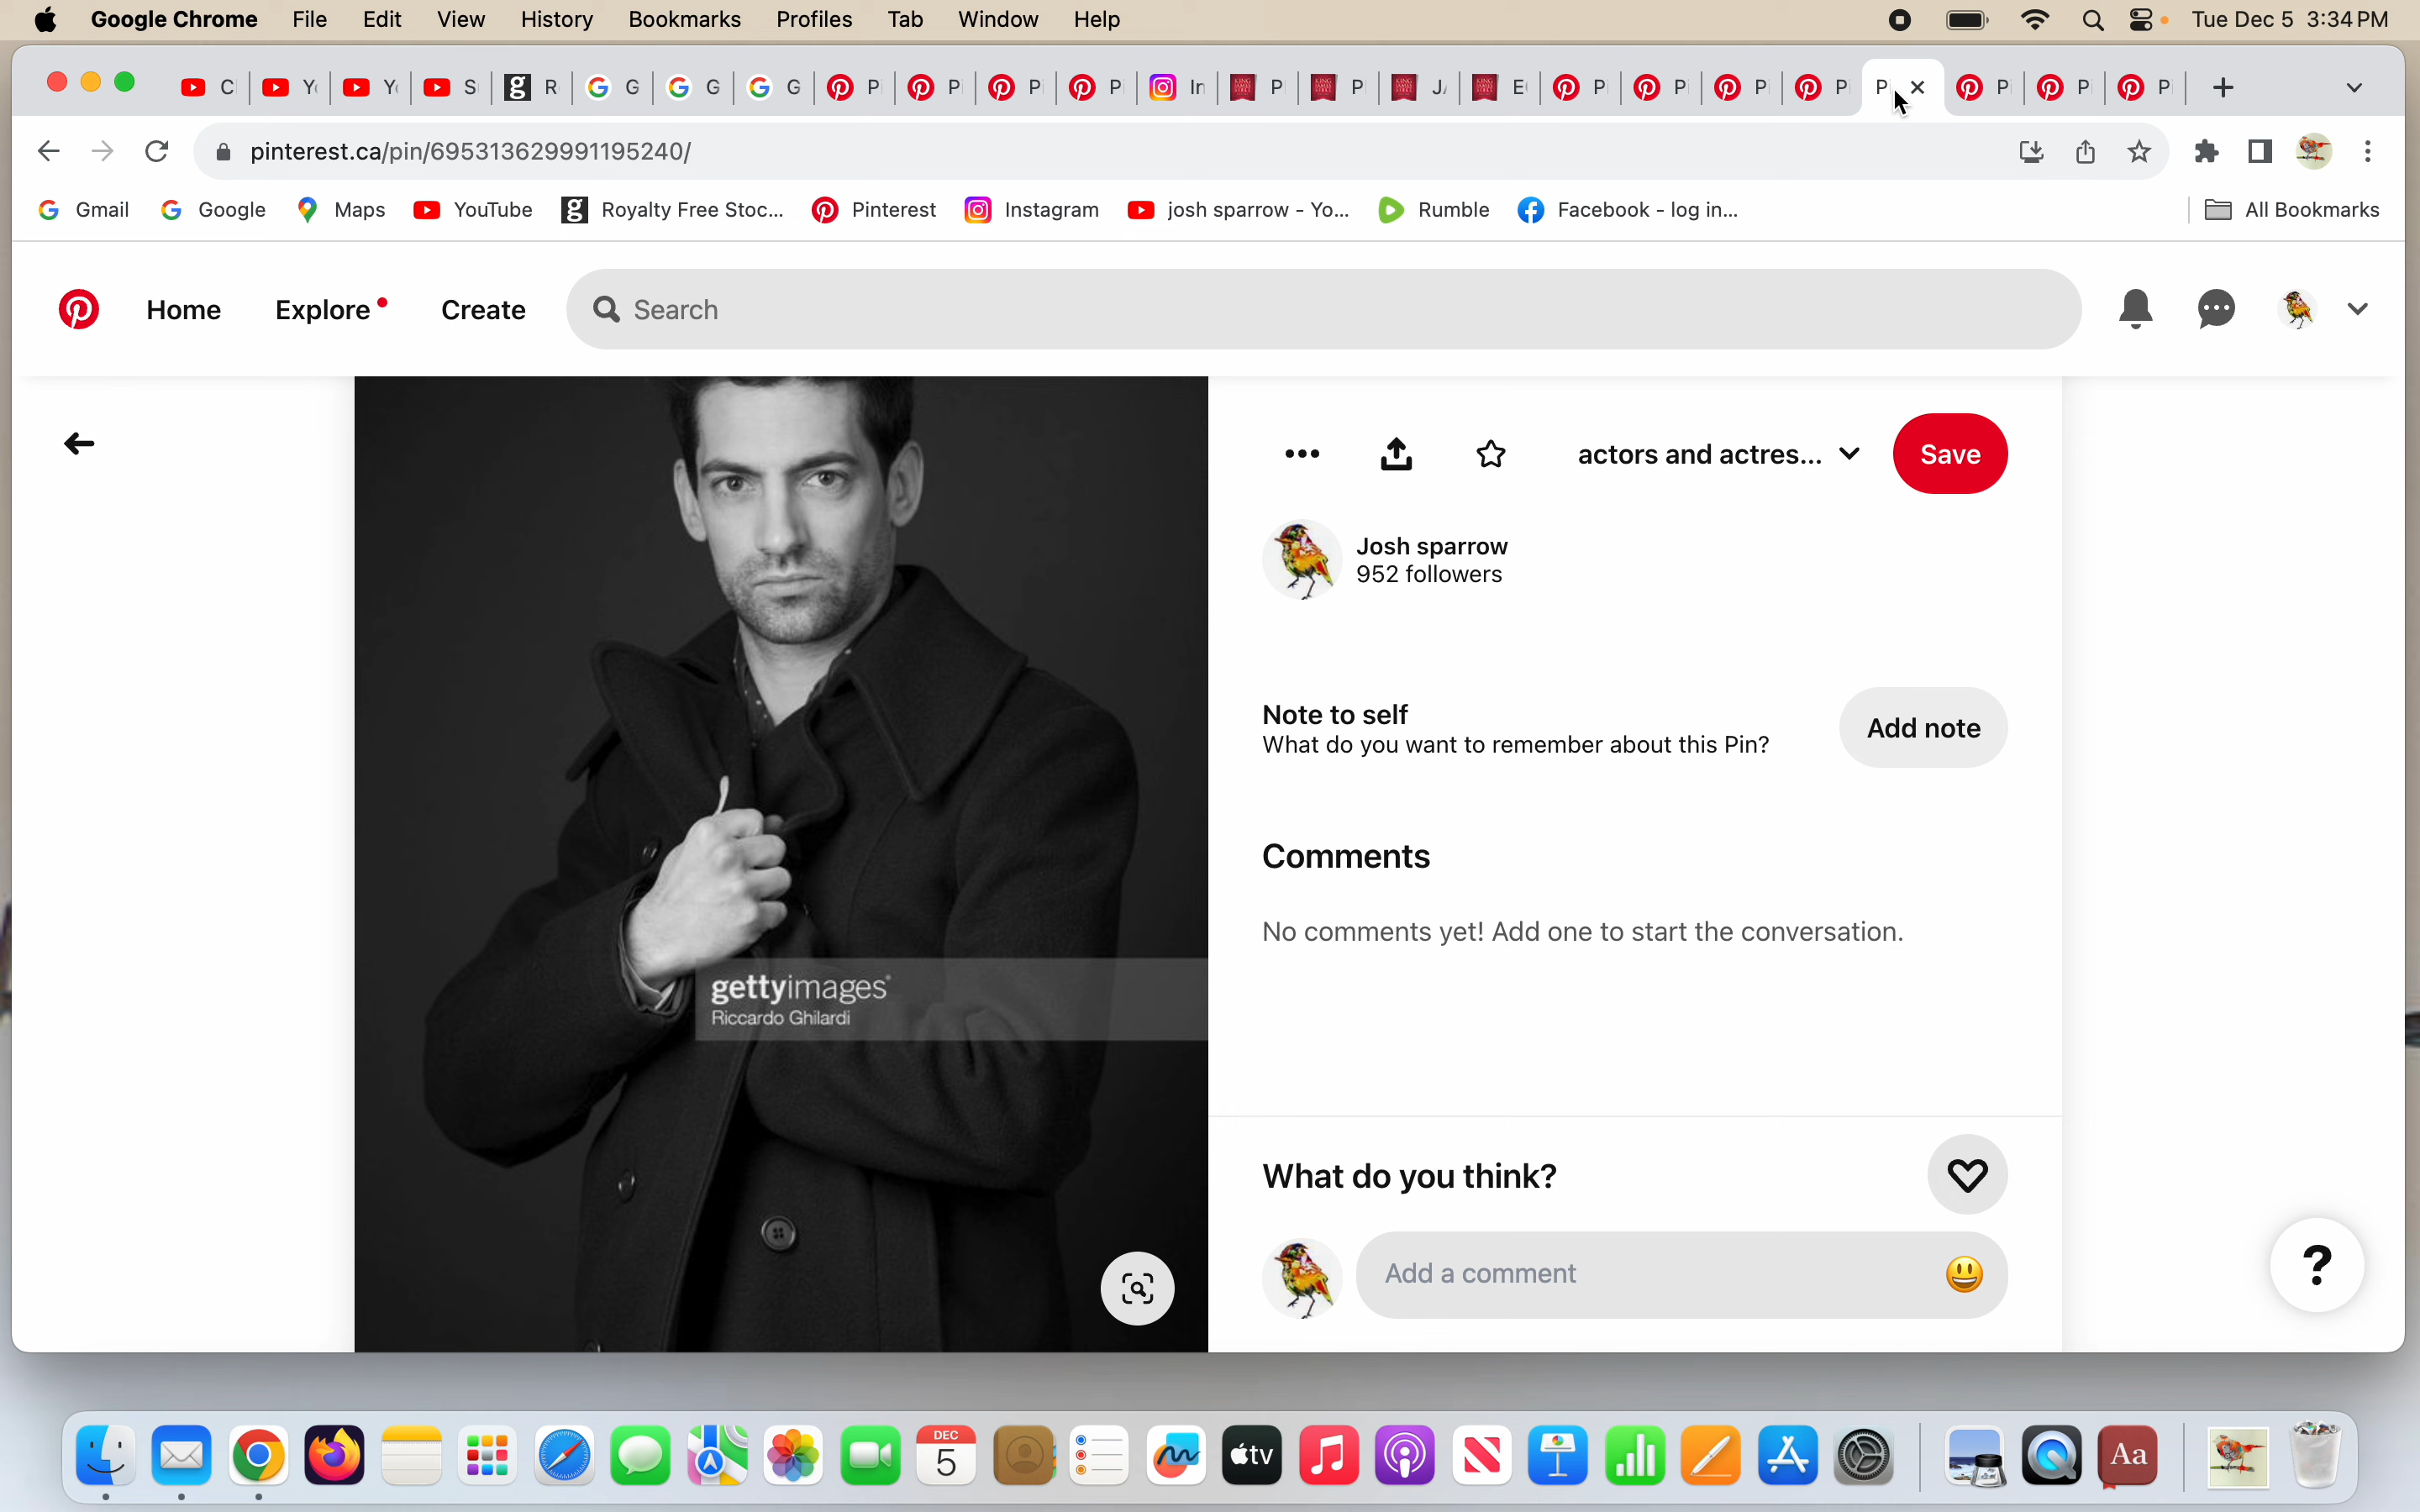 Google Chrome File Edit View History Bookmarks Profiles Tab Window Help Tue Dec 5 3:34 PM
C Y Y S R G G G P P P P In P P J E P P P P P P P P
pinterest.ca/pin/695313629991195240/
Gmail Google Maps YouTube Royalty Free Stoc... Pinterest Instagram josh sparrow - Yo... Rumble Facebook - log in... All Bookmarks
Home Explore Create Search
actors and actres... Save
Josh sparrow
952 followers
Note to self
What do you want to remember about this Pin?
Add note
Comments
No comments yet! Add one to start the conversation.
gettyimages®
Riccardo Ghilardi
What do you think?
Add a comment
?
DEC
5
tv
Aa